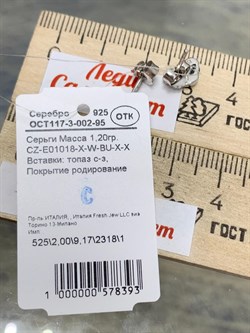 Леди
Серебро 925
ОСТ117-3-002-95
ОТК
Серьги Масса 1,20гр.
CZ-E01018-X-W-BU-X-X
Вставки: топаз с-э,
Покрытие родирование
Пр-ль ИТАЛИЯ, , Италия Fresh Jew LLC виа
Торино 13 Милано
Имп
525\2,00\9,17\2318\1
1 000000 578393
ГОСТ